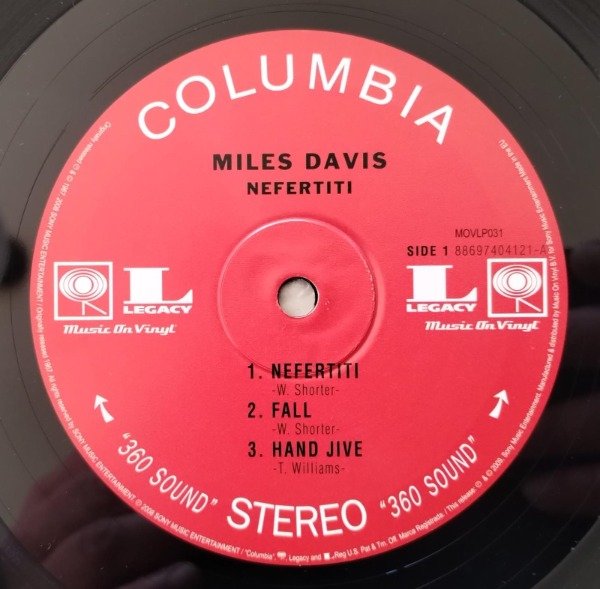 COLUMBIA
MILES DAVIS
NEFERTITI
MOVLP031
SIDE 1 88697404121-A
LEGACY
Music On Vinyl
LEGACY
Music On Vinyl
1. NEFERTITI
-W. Shorter-
2. FALL
-W. Shorter-
3. HAND JIVE
-T. Williams-
"360 SOUND" STEREO "360 SOUND"